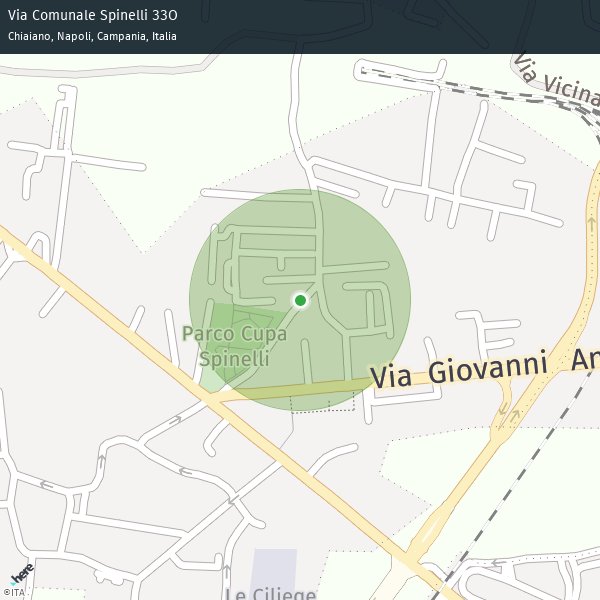 Via Comunale Spinelli 33O
Chiaiano, Napoli, Campania, Italia
Via Vicina
Parco Cupa
Spinelli
Via Giovanni An
Le Ciliege
here
©ITA